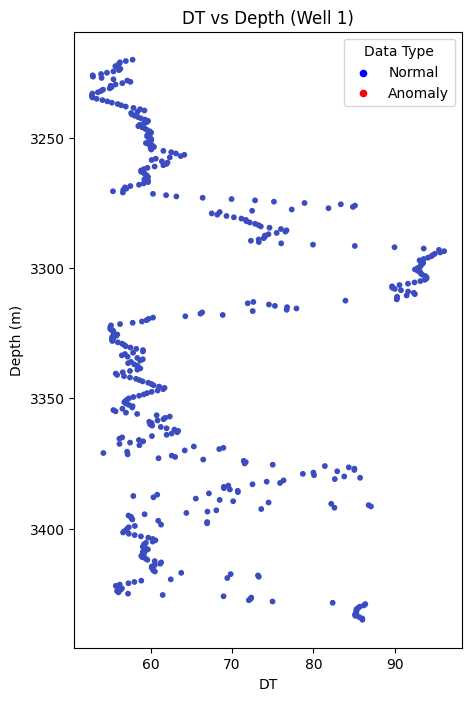 DT vs Depth (Well 1)
Data Type
Normal
Anomaly
3250
3300
3350
3400
Depth (m)
60 70 80 90
DT